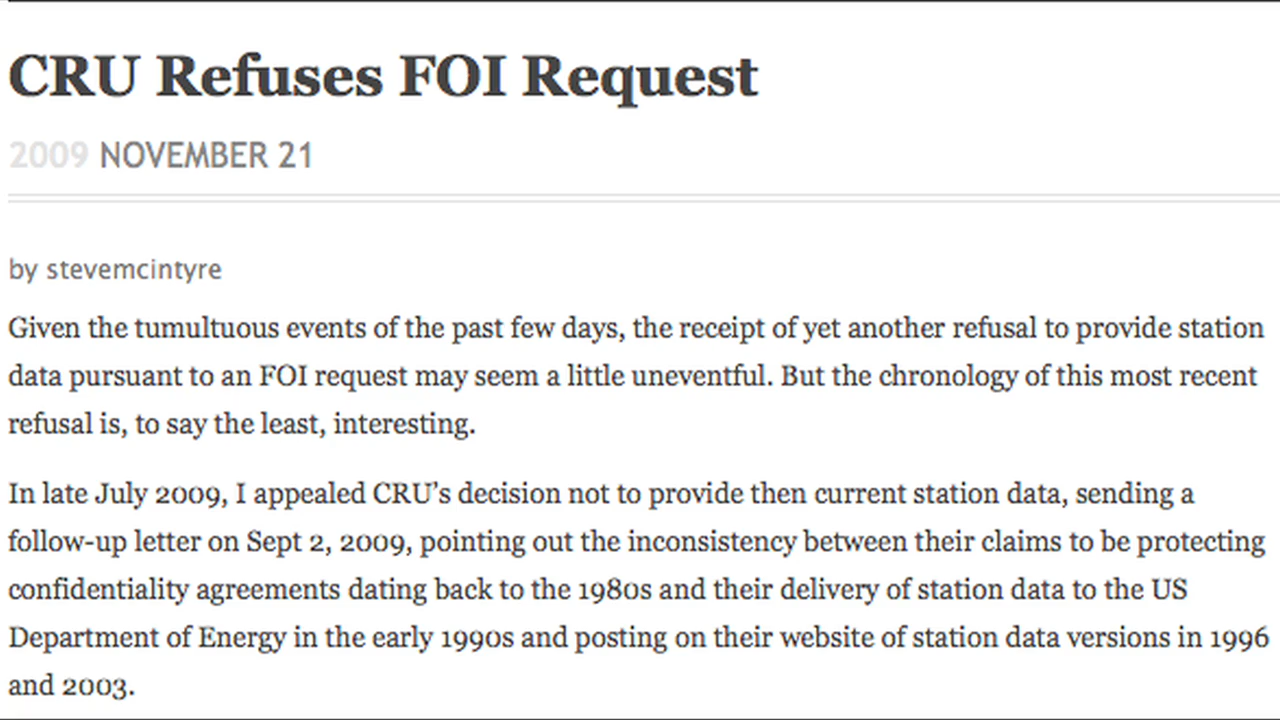 CRU Refuses FOI Request
2009 NOVEMBER 21
by stevemcintyre
Given the tumultuous events of the past few days, the receipt of yet another refusal to provide station
data pursuant to an FOI request may seem a little uneventful. But the chronology of this most recent
refusal is, to say the least, interesting.
In late July 2009, I appealed CRU’s decision not to provide then current station data, sending a
follow-up letter on Sept 2, 2009, pointing out the inconsistency between their claims to be protecting
confidentiality agreements dating back to the 1980s and their delivery of station data to the US
Department of Energy in the early 1990s and posting on their website of station data versions in 1996
and 2003.